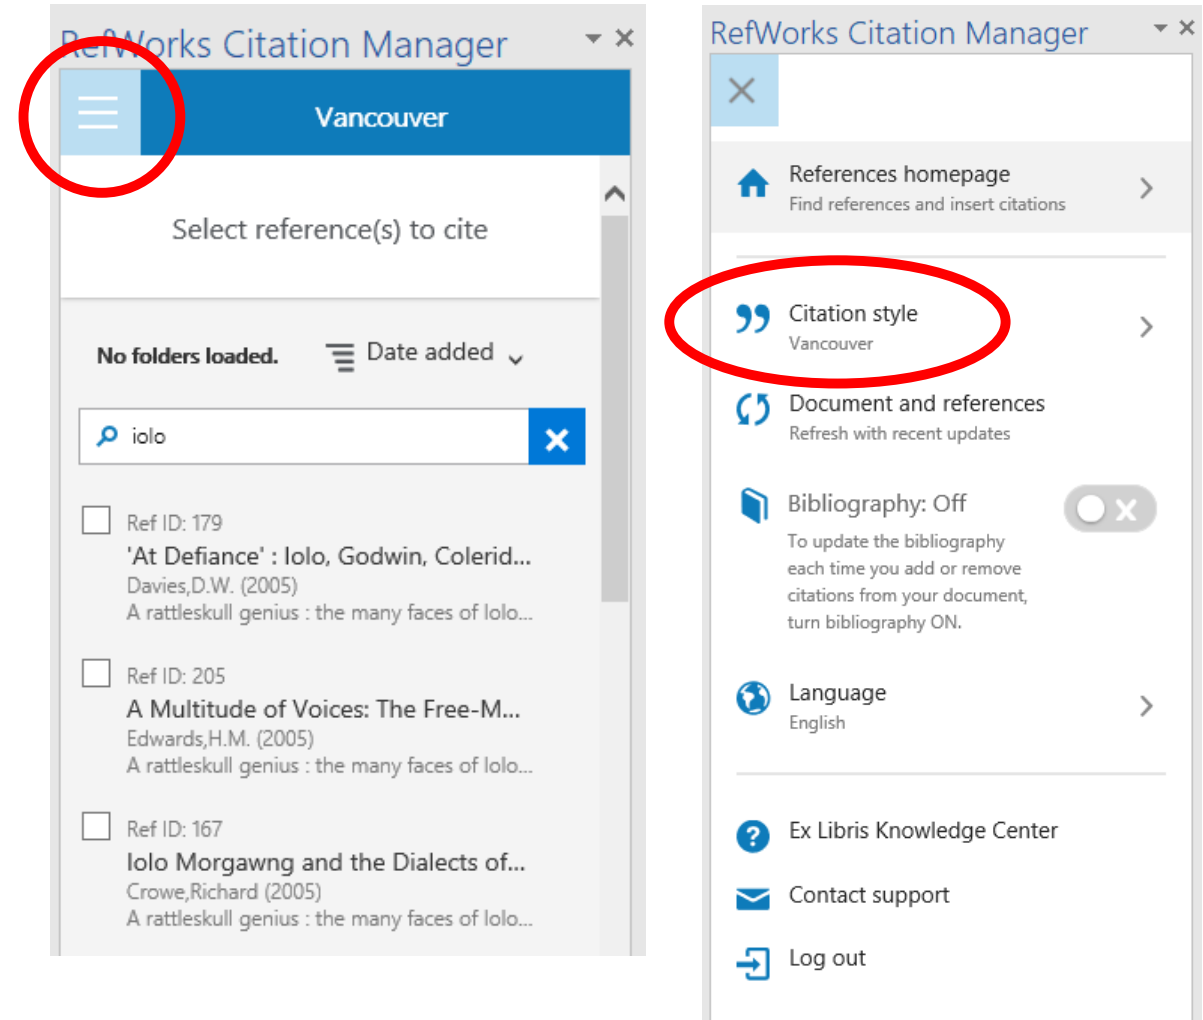 RefWorks Citation Manager
Vancouver
Select reference(s) to cite
No folders loaded.
Date added
iolo
Ref ID: 179
'At Defiance' : Iolo, Godwin, Colerid...
Davies,D.W. (2005)
A rattleskull genius : the many faces of Iolo...
Ref ID: 205
A Multitude of Voices: The Free-M...
Edwards,H.M. (2005)
A rattleskull genius : the many faces of Iolo...
Ref ID: 167
Iolo Morgawng and the Dialects of...
Crowe,Richard (2005)
A rattleskull genius : the many faces of Iolo...
RefWorks Citation Manager
References homepage
Find references and insert citations
Citation style
Vancouver
Document and references
Refresh with recent updates
Bibliography: Off
To update the bibliography
each time you add or remove
citations from your document,
turn bibliography ON.
Language
English
Ex Libris Knowledge Center
Contact support
Log out